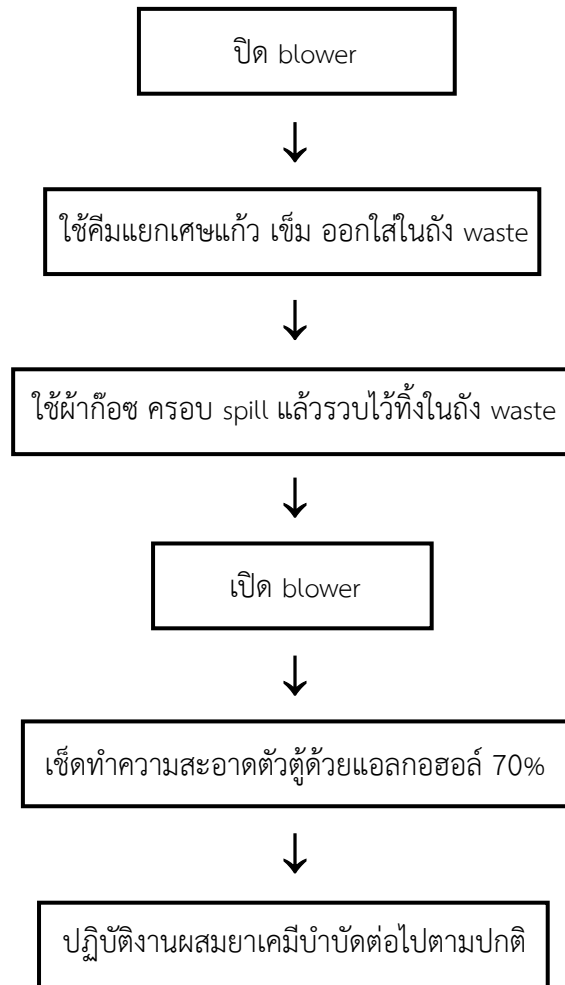 ปิด blower
ใช้คีมแยกเศษแก้ว เข็ม ออกใส่ในถัง waste
ใช้ผ้าก๊อซ ครอบ spill แล้วรวบไว้ทิ้งในถัง waste
เปิด blower
เช็ดทำความสะอาดตัวตู้ด้วยแอลกอฮอล์ 70%
ปฏิบัติงานผสมยาเคมีบำบัดต่อไปตามปกติ